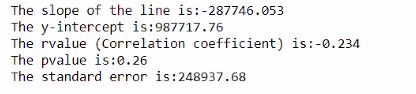 The slope of the line is:-287746.053
The y-intercept is:987717.76
The rvalue (Correlation coefficient) is:-0.234
The pvalue is:0.26
The standard error is:248937.68